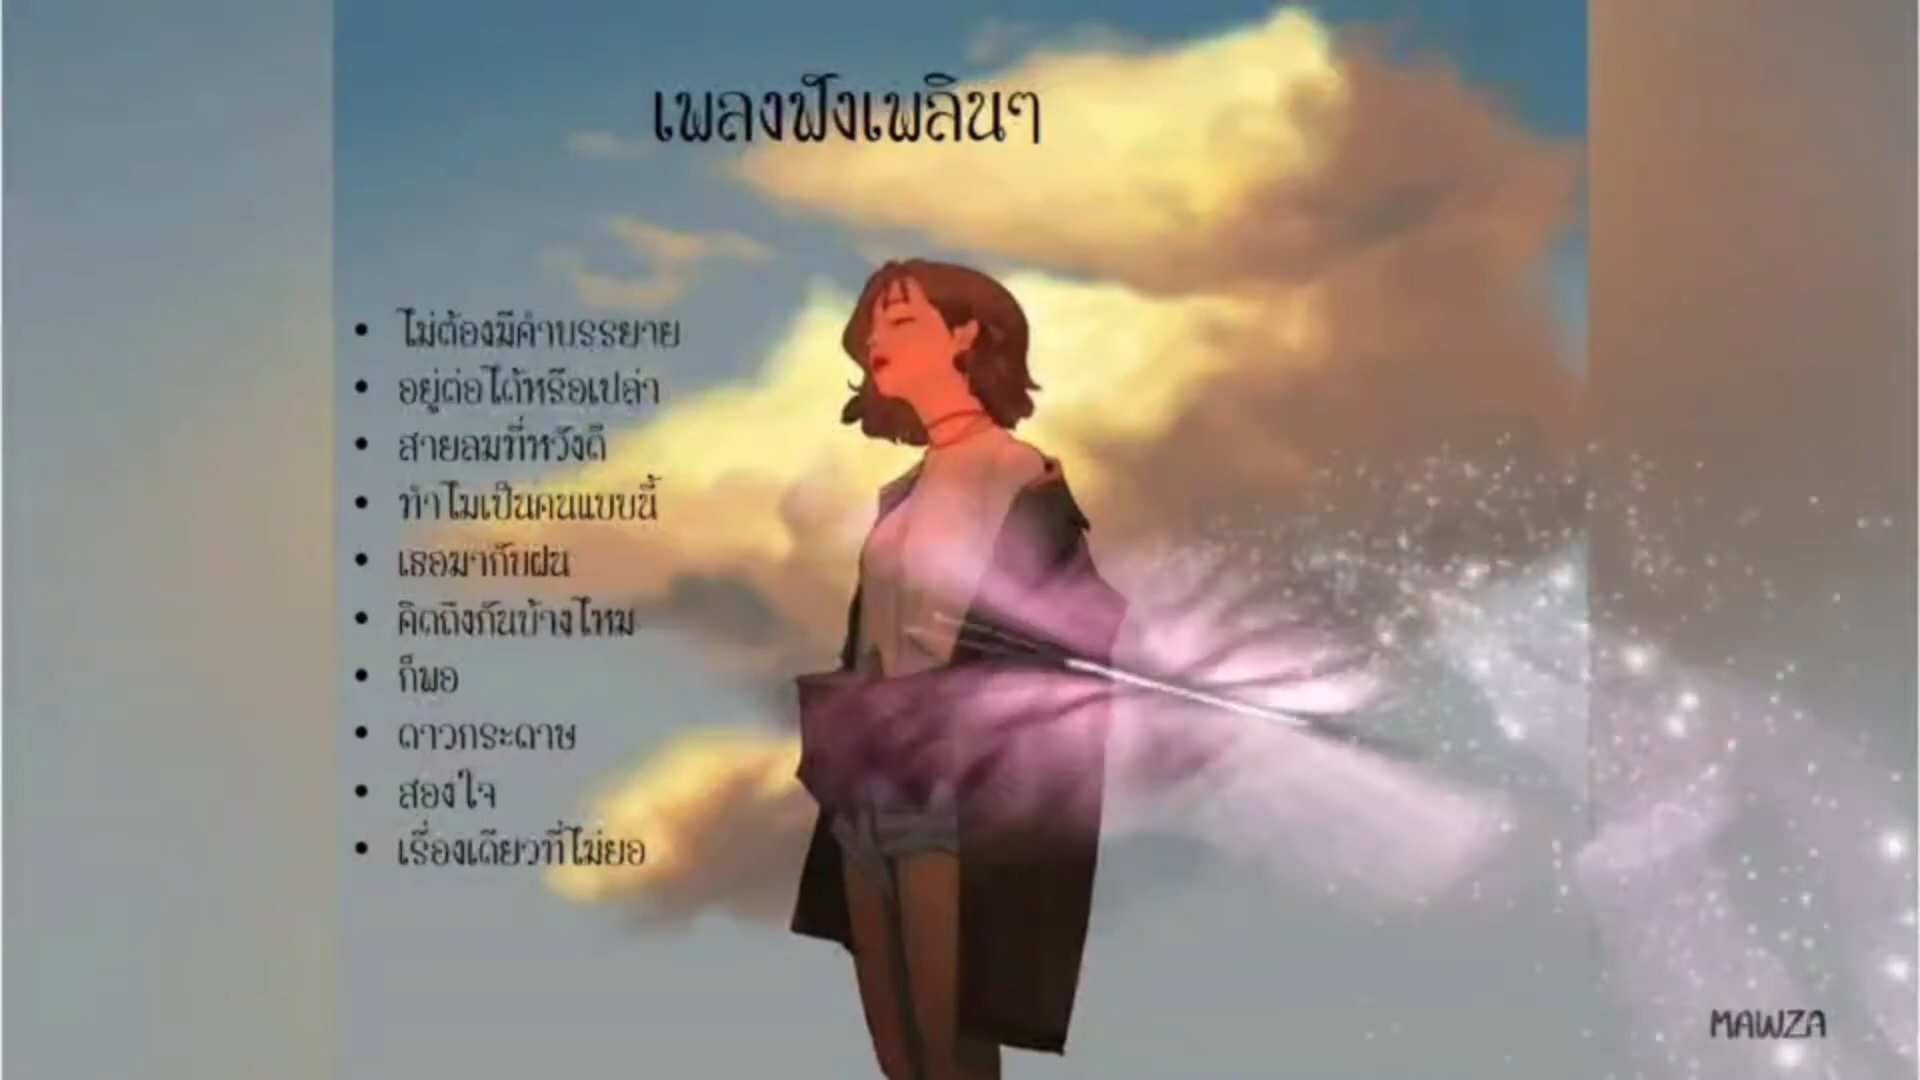 เพลงฟังเพลินๆ
• ไม่ต้องมีคำบรรยาย
• อยู่ต่อได้หรือเปล่า
• สายลมที่หวังดี
• ทำไมเป็นคนแบบนี้
• เธอมากับฝน
• คิดถึงกันบ้างไหม
• ก็พอ
• ดาวกระดาษ
• สองใจ
• เรื่องเดียวที่ไม่ยอ
MAWZA